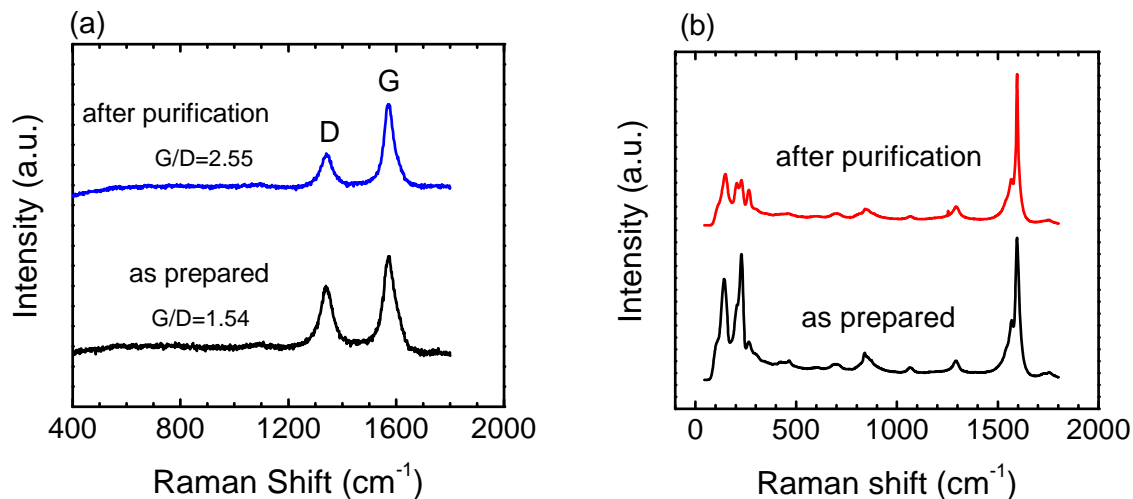 (a)
G
after purification
D
G/D=2.55
as prepared
G/D=1.54
Intensity (a.u.)
400 800 1200 1600 2000
Raman Shift (cm⁻¹)
(b)
after purification
as prepared
Intensity (a.u.)
0 500 1000 1500 2000
Raman shift (cm⁻¹)